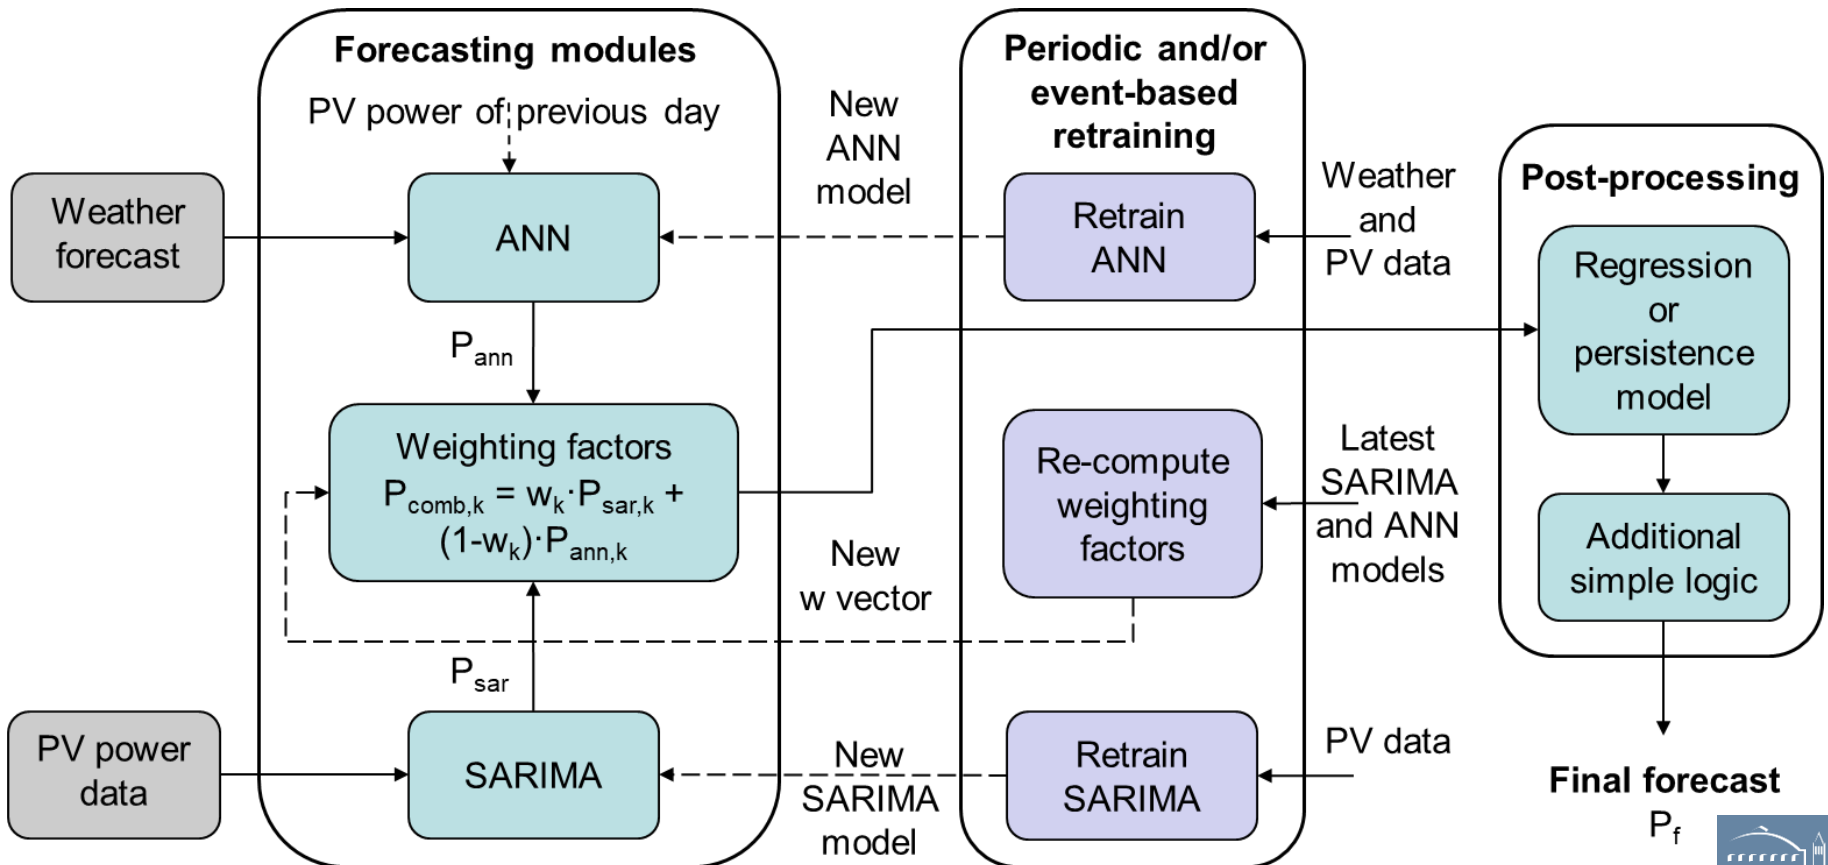 Forecasting modules
PV power of previous day
Weather
forecast
ANN
P_ann
Weighting factors
P_comb,k = w_k·P_sar,k +
(1-w_k)·P_ann,k
P_sar
PV power
data
SARIMA
New
ANN
model
New
w vector
New
SARIMA
model
Periodic and/or
event-based
retraining
Retrain
ANN
Re-compute
weighting
factors
Retrain
SARIMA
Weather
and
PV data
Latest
SARIMA
and ANN
models
PV data
Post-processing
Regression
or
persistence
model
Additional
simple logic
Final forecast
P_f